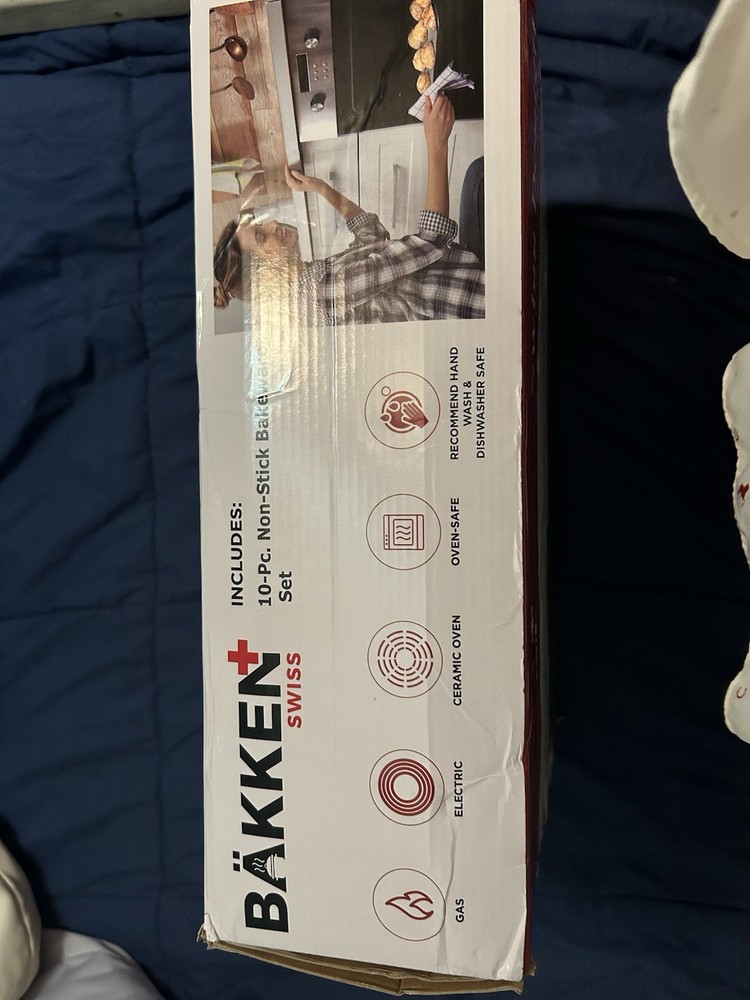 BÄKKEN
SWISS
INCLUDES:
10-Pc. Non-Stick Bakeware
Set
GAS
ELECTRIC
CERAMIC OVEN
OVEN-SAFE
RECOMMEND HAND
WASH &
DISHWASHER SAFE